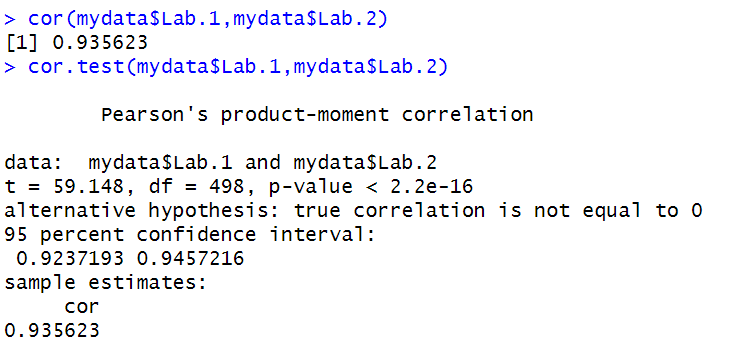 > cor(mydata$Lab.1,mydata$Lab.2)
[1] 0.935623
> cor.test(mydata$Lab.1,mydata$Lab.2)
Pearson's product-moment correlation
data:  mydata$Lab.1 and mydata$Lab.2
t = 59.148, df = 498, p-value < 2.2e-16
alternative hypothesis: true correlation is not equal to 0
95 percent confidence interval:
0.9237193 0.9457216
sample estimates:
cor
0.935623